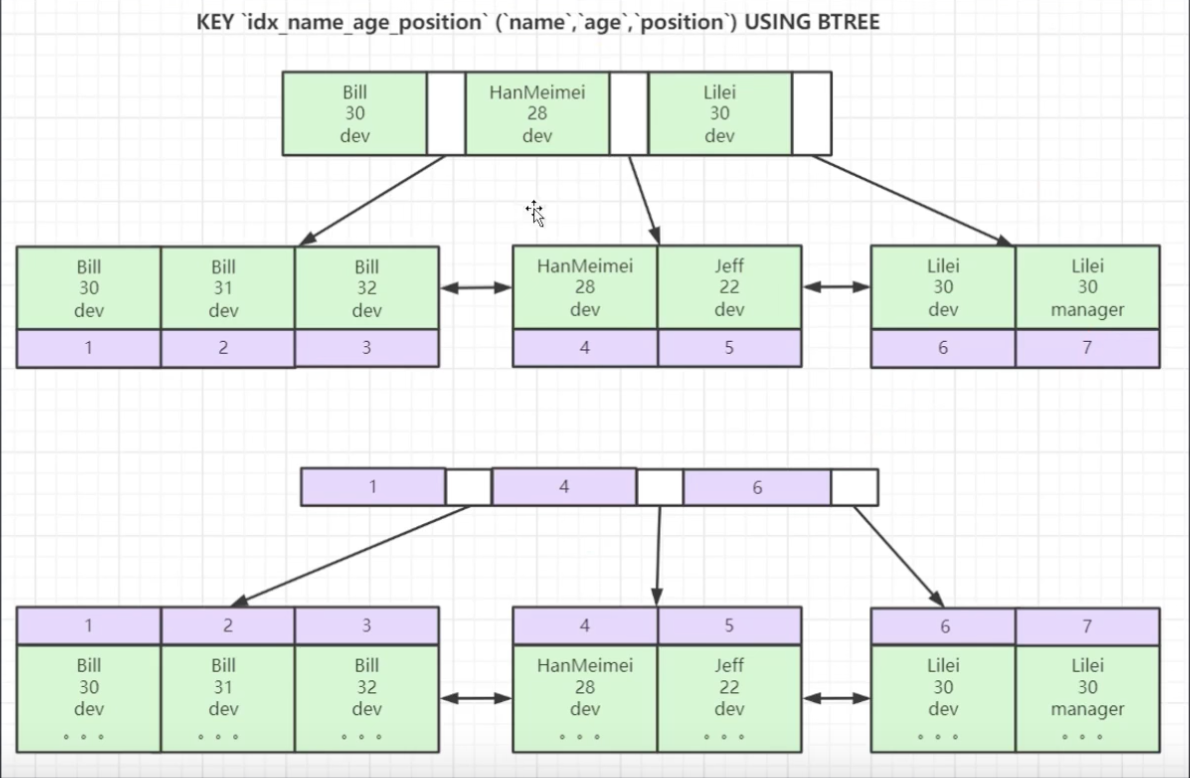 KEY `idx_name_age_position` (`name`,`age`,`position`) USING BTREE
Bill
30
dev
HanMeimei
28
dev
Lilei
30
dev
Bill
30
dev
1
Bill
31
dev
2
Bill
32
dev
3
HanMeimei
28
dev
4
Jeff
22
dev
5
Lilei
30
dev
6
Lilei
30
manager
7
1
4
6
1
Bill
30
dev
。。。
2
Bill
31
dev
。。。
3
Bill
32
dev
。。。
4
HanMeimei
28
dev
。。。
5
Jeff
22
dev
。。。
6
Lilei
30
dev
。。。
7
Lilei
30
manager
。。。